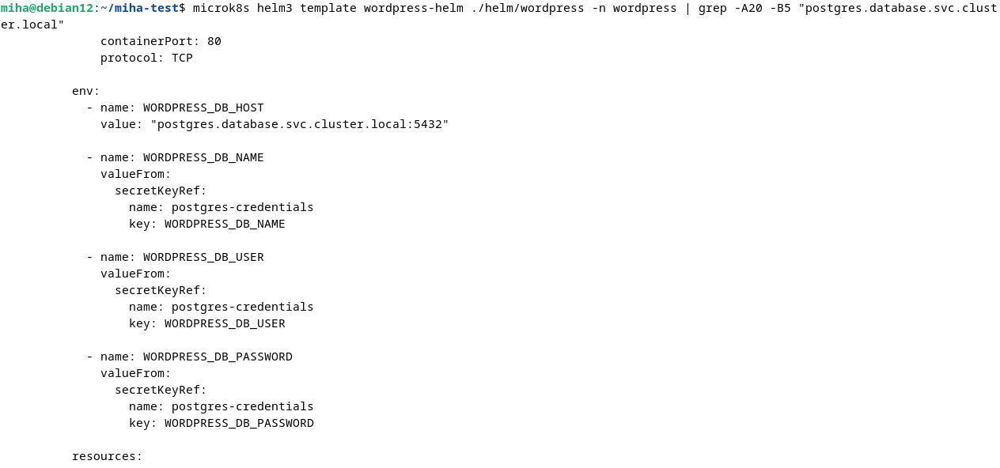 miha@debian12:~/miha-test$ microk8s helm3 template wordpress-helm ./helm/wordpress -n wordpress | grep -A20 -B5 "postgres.database.svc.clust
er.local"
              containerPort: 80
              protocol: TCP

          env:
            - name: WORDPRESS_DB_HOST
              value: "postgres.database.svc.cluster.local:5432"

            - name: WORDPRESS_DB_NAME
              valueFrom:
                secretKeyRef:
                  name: postgres-credentials
                  key: WORDPRESS_DB_NAME

            - name: WORDPRESS_DB_USER
              valueFrom:
                secretKeyRef:
                  name: postgres-credentials
                  key: WORDPRESS_DB_USER

            - name: WORDPRESS_DB_PASSWORD
              valueFrom:
                secretKeyRef:
                  name: postgres-credentials
                  key: WORDPRESS_DB_PASSWORD

          resources: